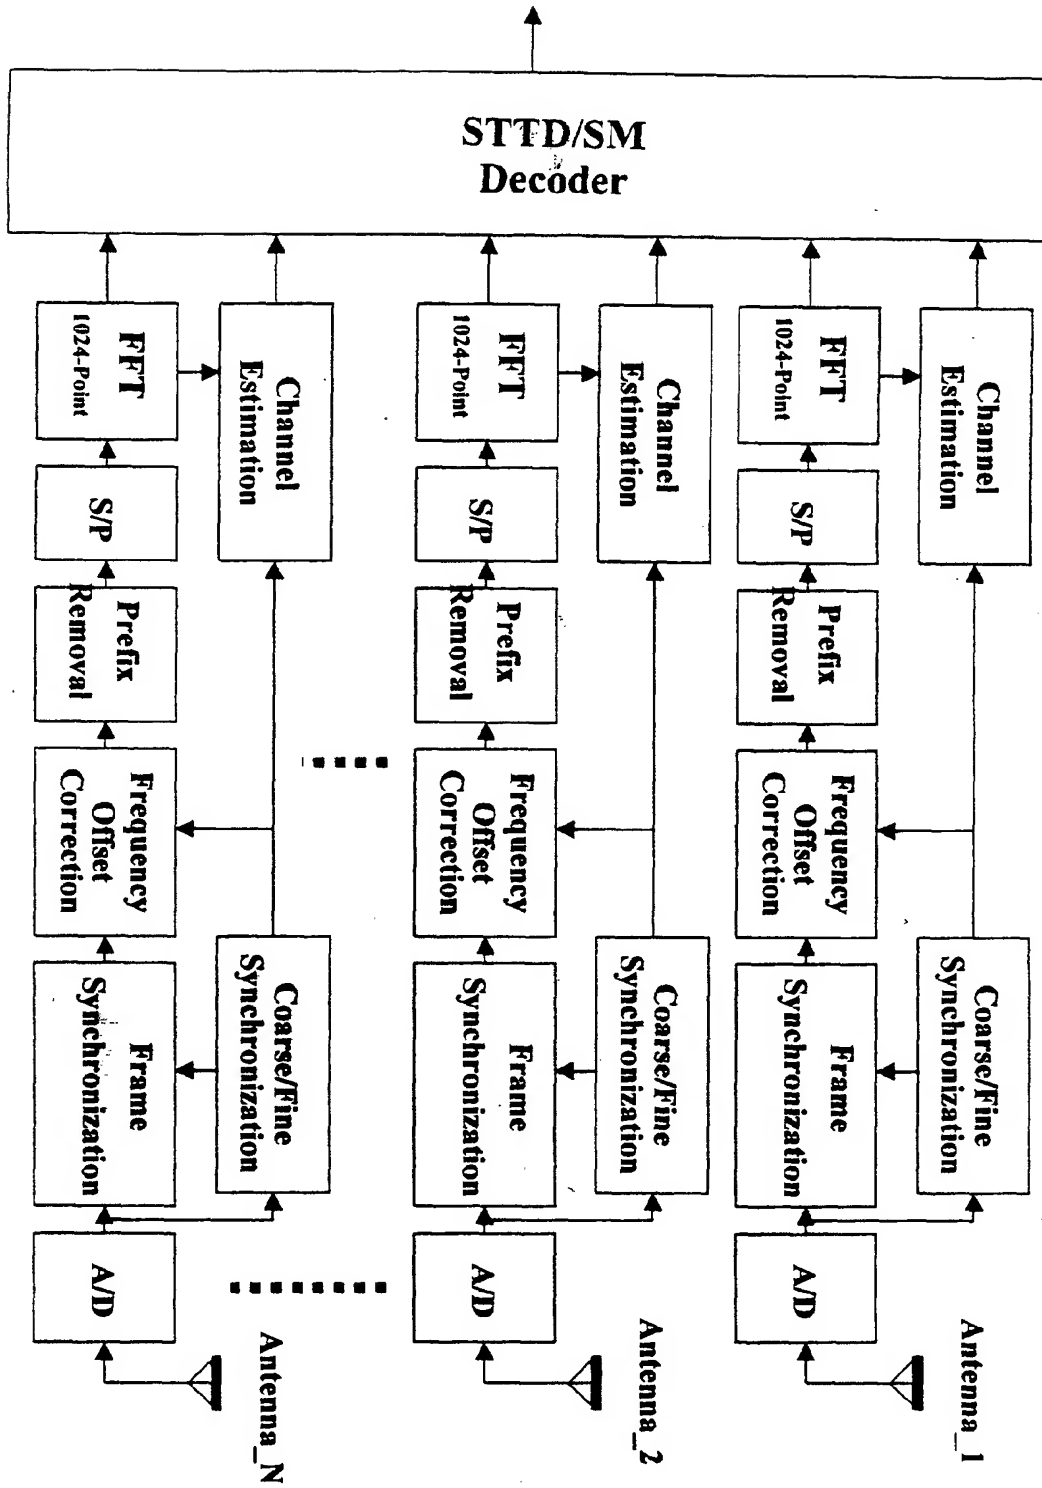 STTD/SM
Decoder
FFT
1024-Point
Channel
Estimation
S/P
Prefix
Removal
Frequency
Offset
Correction
Frame
Synchronization
Coarse/Fine
Synchronization
A/D
Antenna_N
FFT
1024-Point
Channel
Estimation
S/P
Prefix
Removal
Frequency
Offset
Correction
Frame
Synchronization
Coarse/Fine
Synchronization
A/D
Antenna_2
FFT
1024-Point
Channel
Estimation
S/P
Prefix
Removal
Frequency
Offset
Correction
Frame
Synchronization
Coarse/Fine
Synchronization
A/D
Antenna_1